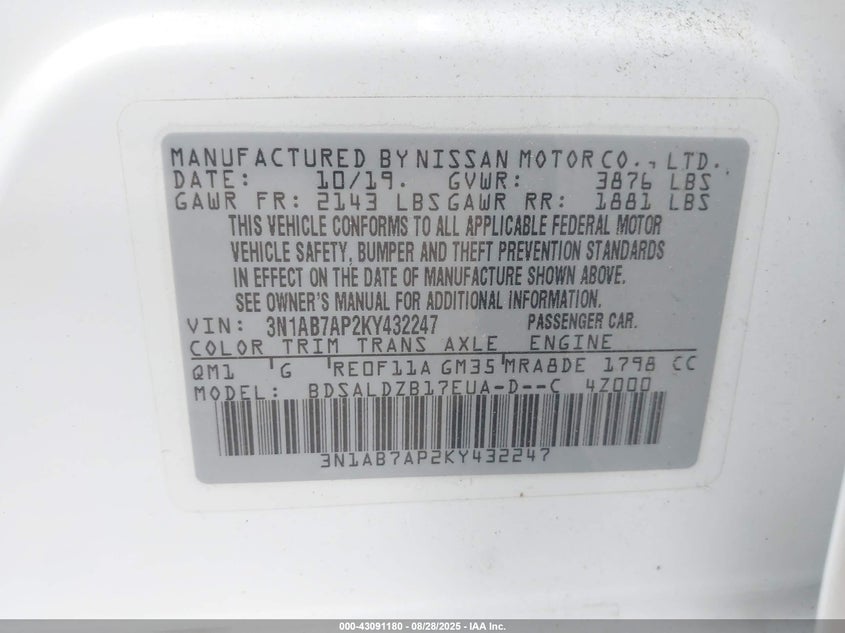 MANUFACTURED BY NISSAN MOTOR CO., LTD.
DATE: 10/19. GVWR: 3876 LBS
GAWR FR: 2143 LBS GAWR RR: 1881 LBS
THIS VEHICLE CONFORMS TO ALL APPLICABLE FEDERAL MOTOR
VEHICLE SAFETY, BUMPER AND THEFT PREVENTION STANDARDS
IN EFFECT ON THE DATE OF MANUFACTURE SHOWN ABOVE.
SEE OWNER'S MANUAL FOR ADDITIONAL INFORMATION.
VIN: 3N1AB7AP2KY432247 PASSENGER CAR.
COLOR TRIM TRANS AXLE ENGINE
QM1 G RE0F11A GM35 MRA8DE 1798 CC
MODEL: BDSALDZB17EUA-D--C 4Z000
3N1AB7AP2KY432247
000-43091180 - 08/28/2025 - IAA Inc.